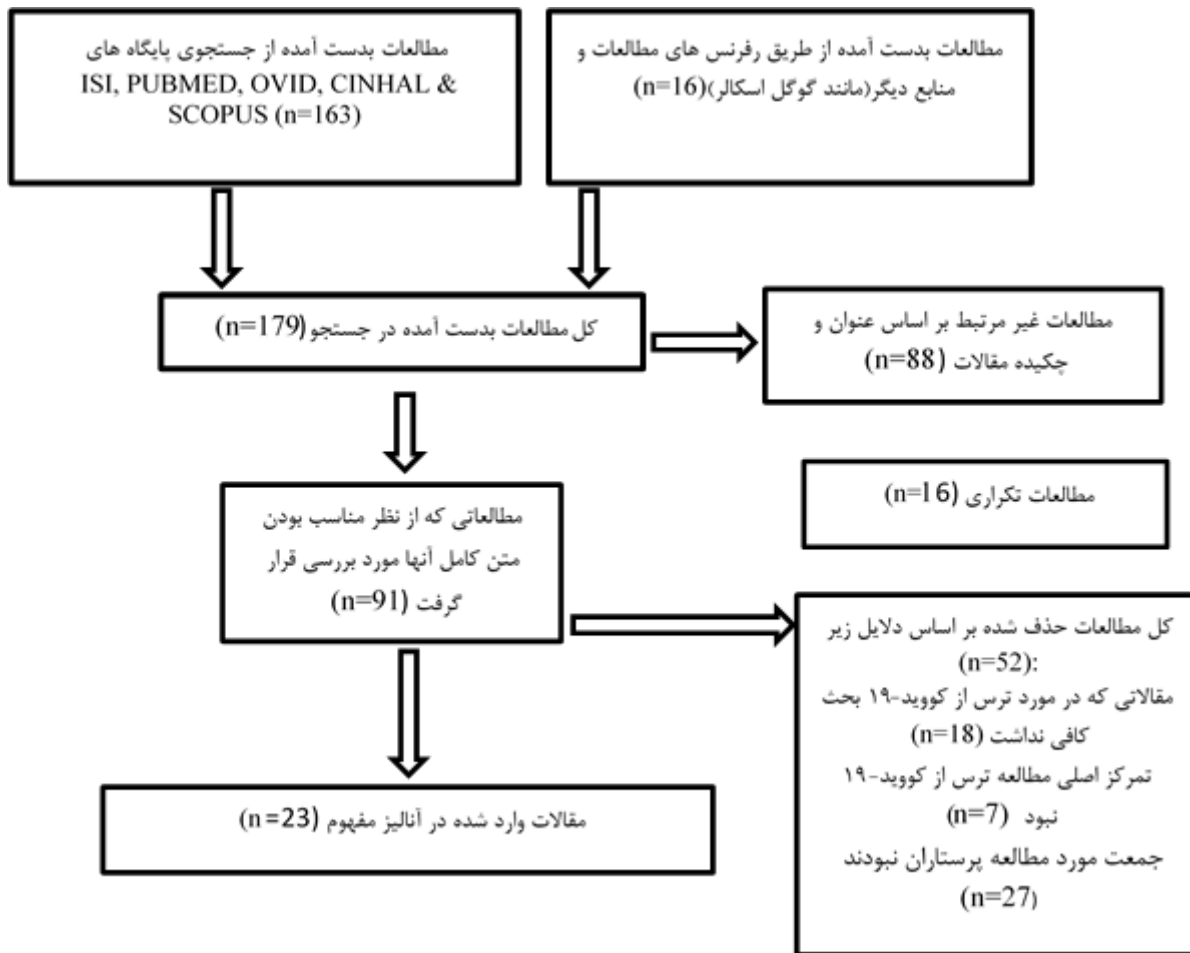 مطالعات بدست آمده از جستجوی پایگاه های
ISI, PUBMED, OVID, CINHAL &
SCOPUS (n=163)
مطالعات بدست آمده از طریق رفرنس های مطالعات و
منابع دیگر(مانند گوگل اسکالر)(n=16)
کل مطالعات بدست آمده در جستجو (n=179)
مطالعات غیر مرتبط بر اساس عنوان و
چکیده مقالات (n=88)
مطالعات تکراری (n=16)
مطالعاتی که از نظر مناسب بودن
متن کامل آنها مورد بررسی قرار
گرفت (n=91)
کل مطالعات حذف شده بر اساس دلایل زیر
(n=52):
مقالاتی که در مورد ترس از کووید-۱۹ بحث
کافی نداشت (n=18)
تمرکز اصلی مطالعه ترس از کووید-۱۹
نبود (n=7)
جمعت مورد مطالعه پرستاران نبودند
(n=27)
مقالات وارد شده در آنالیز مفهوم (n=23)